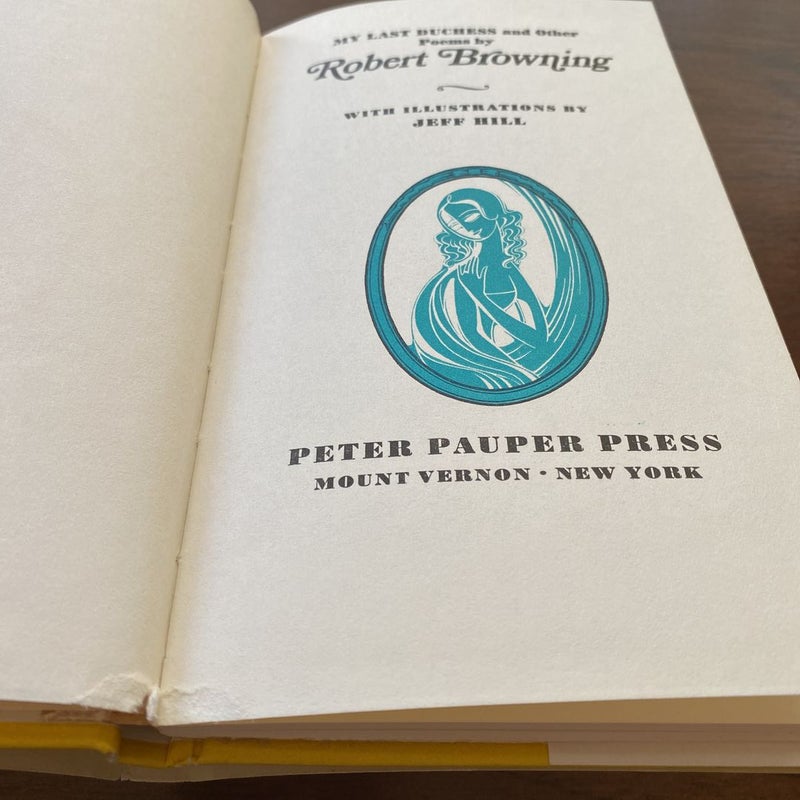 MY LAST DUCHESS and Other
Poems by
Robert Browning
WITH ILLUSTRATIONS BY
JEFF HILL
PETER PAUPER PRESS
MOUNT VERNON • NEW YORK